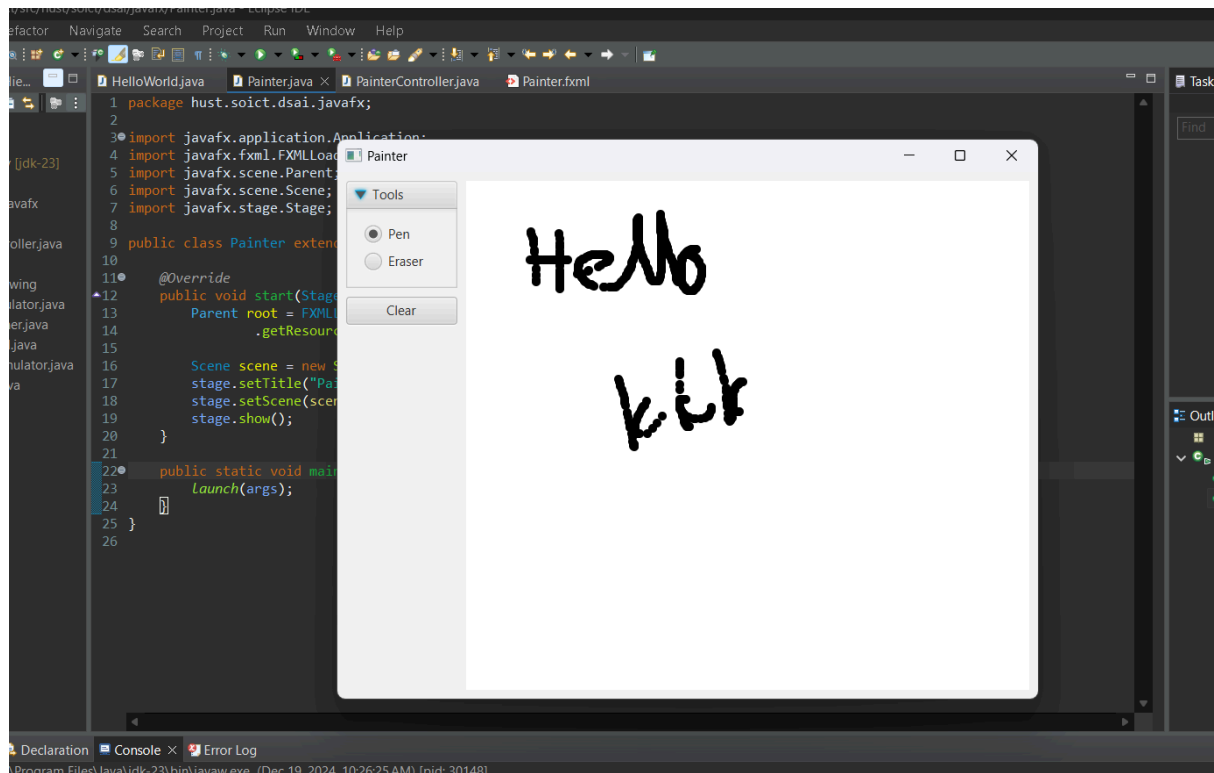 efactor Navigate Search Project Run Window Help
HelloWorld.java Painter.java PainterController.java Painter.fxml
Task
1 package hust.soict.dsai.javafx;
2
3 import javafx.application.Application;
4 import javafx.fxml.FXMLLoa
5 import javafx.scene.Parent;
6 import javafx.scene.Scene;
7 import javafx.stage.Stage;
8
9 public class Painter extend
10
11 @Override
12 public void start(Stage
13 Parent root = FXMLL
14 .getResourc
15
16 Scene scene = new S
17 stage.setTitle("Pai
18 stage.setScene(scen
19 stage.show();
20 }
21
22 public static void mair
23 launch(args);
24 }
25 }
26
[jdk-23]
avafx
oller.java
wing
ulator.java
er.java
.java
nulator.java
va
Painter
Tools
Pen
Eraser
Clear
Hello
Find
Outl
Declaration Console Error Log
\Program Files\Java\jdk-23\bin\javaw.exe (Dec 19, 2024, 10:26:25 AM) [pid: 30148]